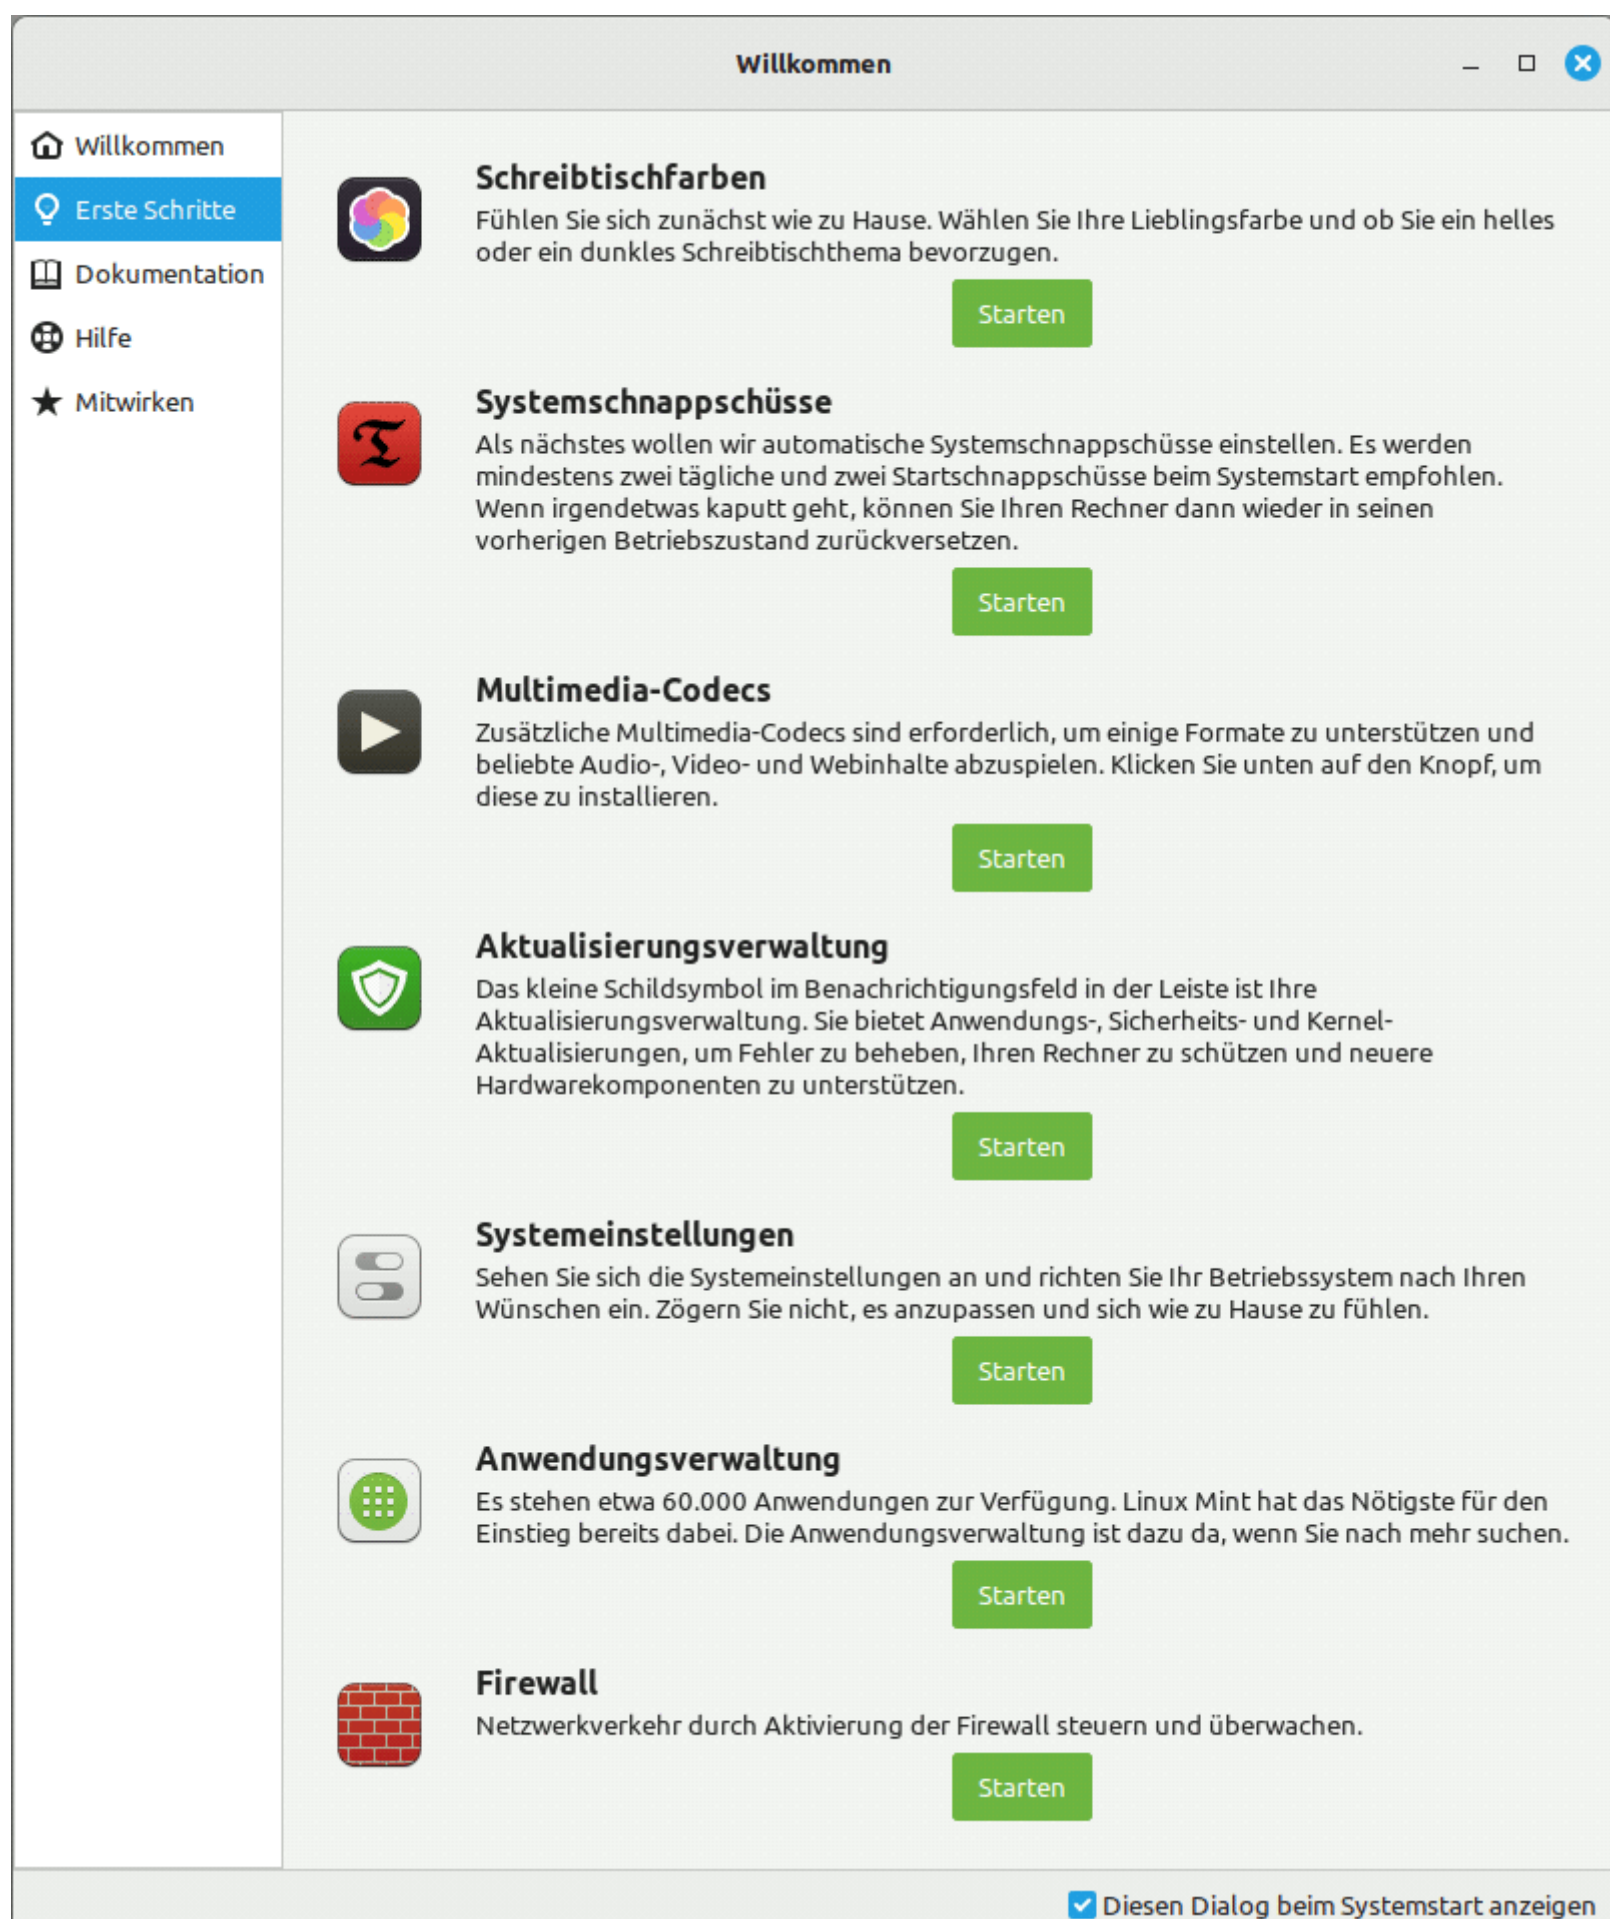 Willkommen
Willkommen
Erste Schritte
Dokumentation
Hilfe
Mitwirken
Schreibtischfarben
Fühlen Sie sich zunächst wie zu Hause. Wählen Sie Ihre Lieblingsfarbe und ob Sie ein helles
oder ein dunkles Schreibtischthema bevorzugen.
Starten
Systemschnappschüsse
Als nächstes wollen wir automatische Systemschnappschüsse einstellen. Es werden
mindestens zwei tägliche und zwei Startschnappschüsse beim Systemstart empfohlen.
Wenn irgendetwas kaputt geht, können Sie Ihren Rechner dann wieder in seinen
vorherigen Betriebszustand zurückversetzen.
Starten
Multimedia-Codecs
Zusätzliche Multimedia-Codecs sind erforderlich, um einige Formate zu unterstützen und
beliebte Audio-, Video- und Webinhalte abzuspielen. Klicken Sie unten auf den Knopf, um
diese zu installieren.
Starten
Aktualisierungsverwaltung
Das kleine Schildsymbol im Benachrichtigungsfeld in der Leiste ist Ihre
Aktualisierungsverwaltung. Sie bietet Anwendungs-, Sicherheits- und Kernel-
Aktualisierungen, um Fehler zu beheben, Ihren Rechner zu schützen und neuere
Hardwarekomponenten zu unterstützen.
Starten
Systemeinstellungen
Sehen Sie sich die Systemeinstellungen an und richten Sie Ihr Betriebssystem nach Ihren
Wünschen ein. Zögern Sie nicht, es anzupassen und sich wie zu Hause zu fühlen.
Starten
Anwendungsverwaltung
Es stehen etwa 60.000 Anwendungen zur Verfügung. Linux Mint hat das Nötigste für den
Einstieg bereits dabei. Die Anwendungsverwaltung ist dazu da, wenn Sie nach mehr suchen.
Starten
Firewall
Netzwerkverkehr durch Aktivierung der Firewall steuern und überwachen.
Starten
Diesen Dialog beim Systemstart anzeigen